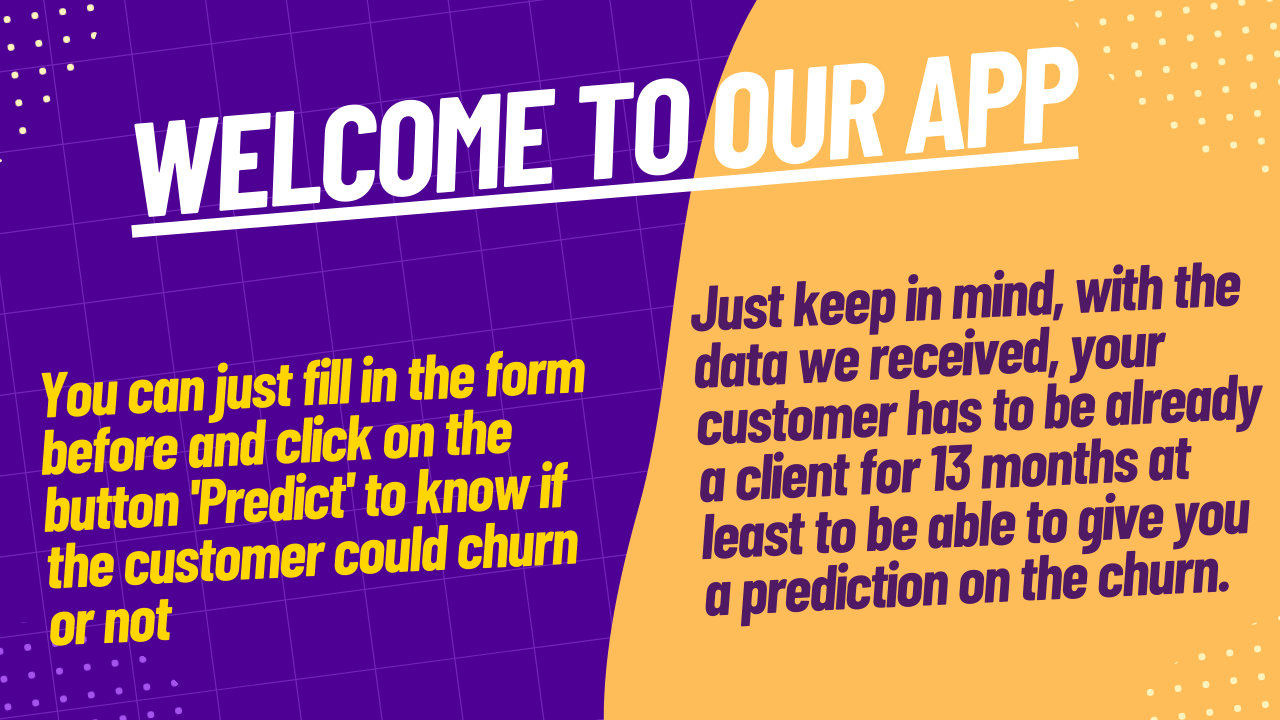 WELCOME TO OUR APP
You can just fill in the form
before and click on the
button 'Predict' to know if
the customer could churn
or not
Just keep in mind, with the
data we received, your
customer has to be already
a client for 13 months at
least to be able to give you
a prediction on the churn.